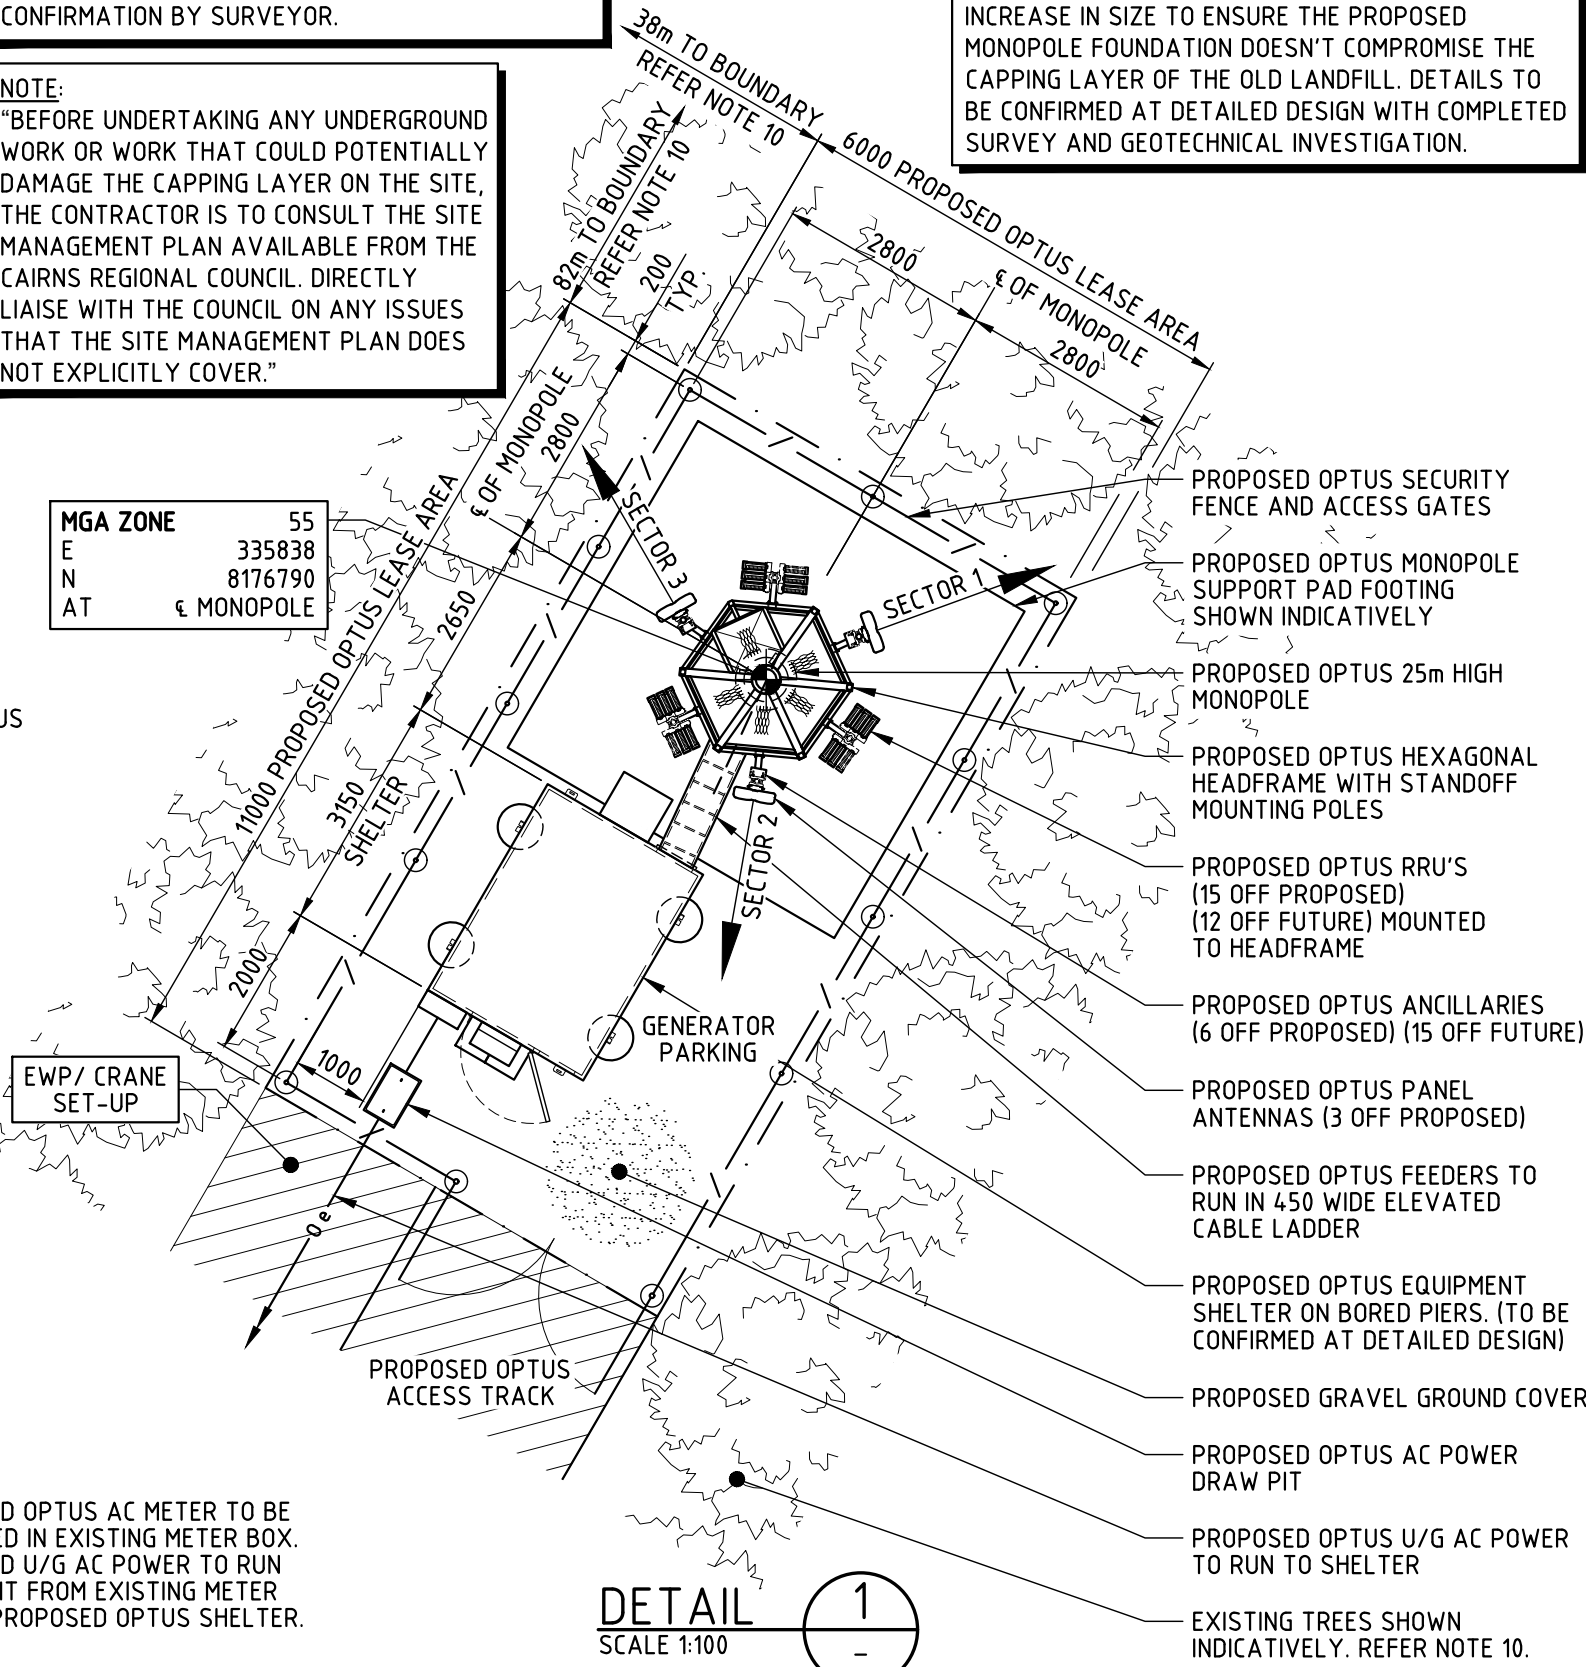 CONFIRMATION BY SURVEYOR.
NOTE:
“BEFORE UNDERTAKING ANY UNDERGROUND
WORK OR WORK THAT COULD POTENTIALLY
DAMAGE THE CAPPING LAYER ON THE SITE,
THE CONTRACTOR IS TO CONSULT THE SITE
MANAGEMENT PLAN AVAILABLE FROM THE
CAIRNS REGIONAL COUNCIL. DIRECTLY
LIAISE WITH THE COUNCIL ON ANY ISSUES
THAT THE SITE MANAGEMENT PLAN DOES
NOT EXPLICITLY COVER.”
INCREASE IN SIZE TO ENSURE THE PROPOSED
MONOPOLE FOUNDATION DOESN'T COMPROMISE THE
CAPPING LAYER OF THE OLD LANDFILL. DETAILS TO
BE CONFIRMED AT DETAILED DESIGN WITH COMPLETED
SURVEY AND GEOTECHNICAL INVESTIGATION.
38m TO BOUNDARY
REFER NOTE 10
82m TO BOUNDARY
REFER NOTE 10
200
TYP.
6000 PROPOSED OPTUS LEASE AREA
2800
℄ OF MONOPOLE
2800
℄ OF MONOPOLE
2800
11000 PROPOSED OPTUS LEASE AREA
2650
3150
SHELTER
2000
1000
MGA ZONE 55
E 335838
N 8176790
AT ℄ MONOPOLE
US
SECTOR 3
SECTOR 1
SECTOR 2
GENERATOR
PARKING
EWP/ CRANE
SET-UP
Oe
PROPOSED OPTUS
ACCESS TRACK
PROPOSED OPTUS SECURITY
FENCE AND ACCESS GATES
PROPOSED OPTUS MONOPOLE
SUPPORT PAD FOOTING
SHOWN INDICATIVELY
PROPOSED OPTUS 25m HIGH
MONOPOLE
PROPOSED OPTUS HEXAGONAL
HEADFRAME WITH STANDOFF
MOUNTING POLES
PROPOSED OPTUS RRU'S
(15 OFF PROPOSED)
(12 OFF FUTURE) MOUNTED
TO HEADFRAME
PROPOSED OPTUS ANCILLARIES
(6 OFF PROPOSED) (15 OFF FUTURE)
PROPOSED OPTUS PANEL
ANTENNAS (3 OFF PROPOSED)
PROPOSED OPTUS FEEDERS TO
RUN IN 450 WIDE ELEVATED
CABLE LADDER
PROPOSED OPTUS EQUIPMENT
SHELTER ON BORED PIERS. (TO BE
CONFIRMED AT DETAILED DESIGN)
PROPOSED GRAVEL GROUND COVER
PROPOSED OPTUS AC POWER
DRAW PIT
PROPOSED OPTUS U/G AC POWER
TO RUN TO SHELTER
EXISTING TREES SHOWN
INDICATIVELY. REFER NOTE 10.
D OPTUS AC METER TO BE
ED IN EXISTING METER BOX.
D U/G AC POWER TO RUN
IT FROM EXISTING METER
PROPOSED OPTUS SHELTER.
DETAIL 1
SCALE 1:100 -